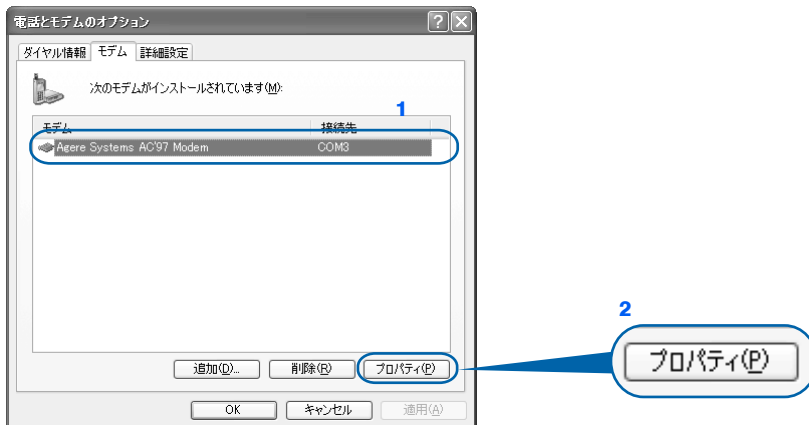 電話とモデムのオプション
ダイヤル情報 モデム 詳細設定
次のモデムがインストールされています(M):
1
モデム 接続先
Agere Systems AC'97 Modem COM3
追加(D)... 削除(R) プロパティ(P)
2
プロパティ(P)
OK キャンセル 適用(A)